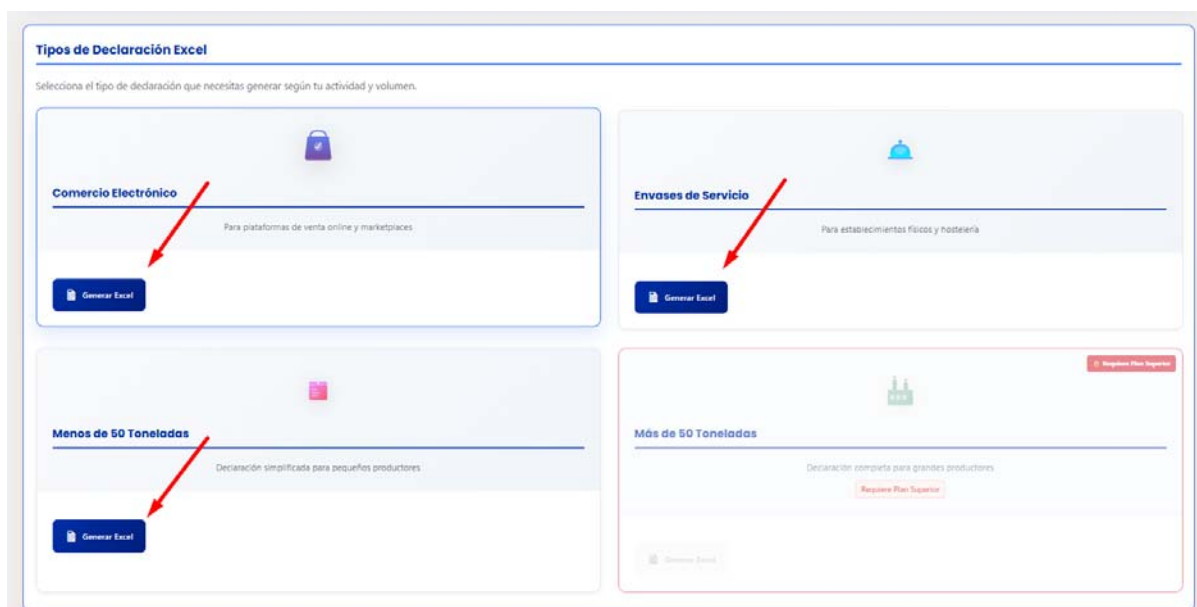 Tipos de Declaración Excel
Selecciona el tipo de declaración que necesitas generar según tu actividad y volumen.
Comercio Electrónico
Para plataformas de venta online y marketplaces
Generar Excel
Envases de Servicio
Para establecimientos físicos y hostelería
Generar Excel
Menos de 50 Toneladas
Declaración simplificada para pequeños productores
Generar Excel
Requiere Plan Superior
Más de 50 Toneladas
Declaración completa para grandes productores
Requiere Plan Superior
Generar Excel